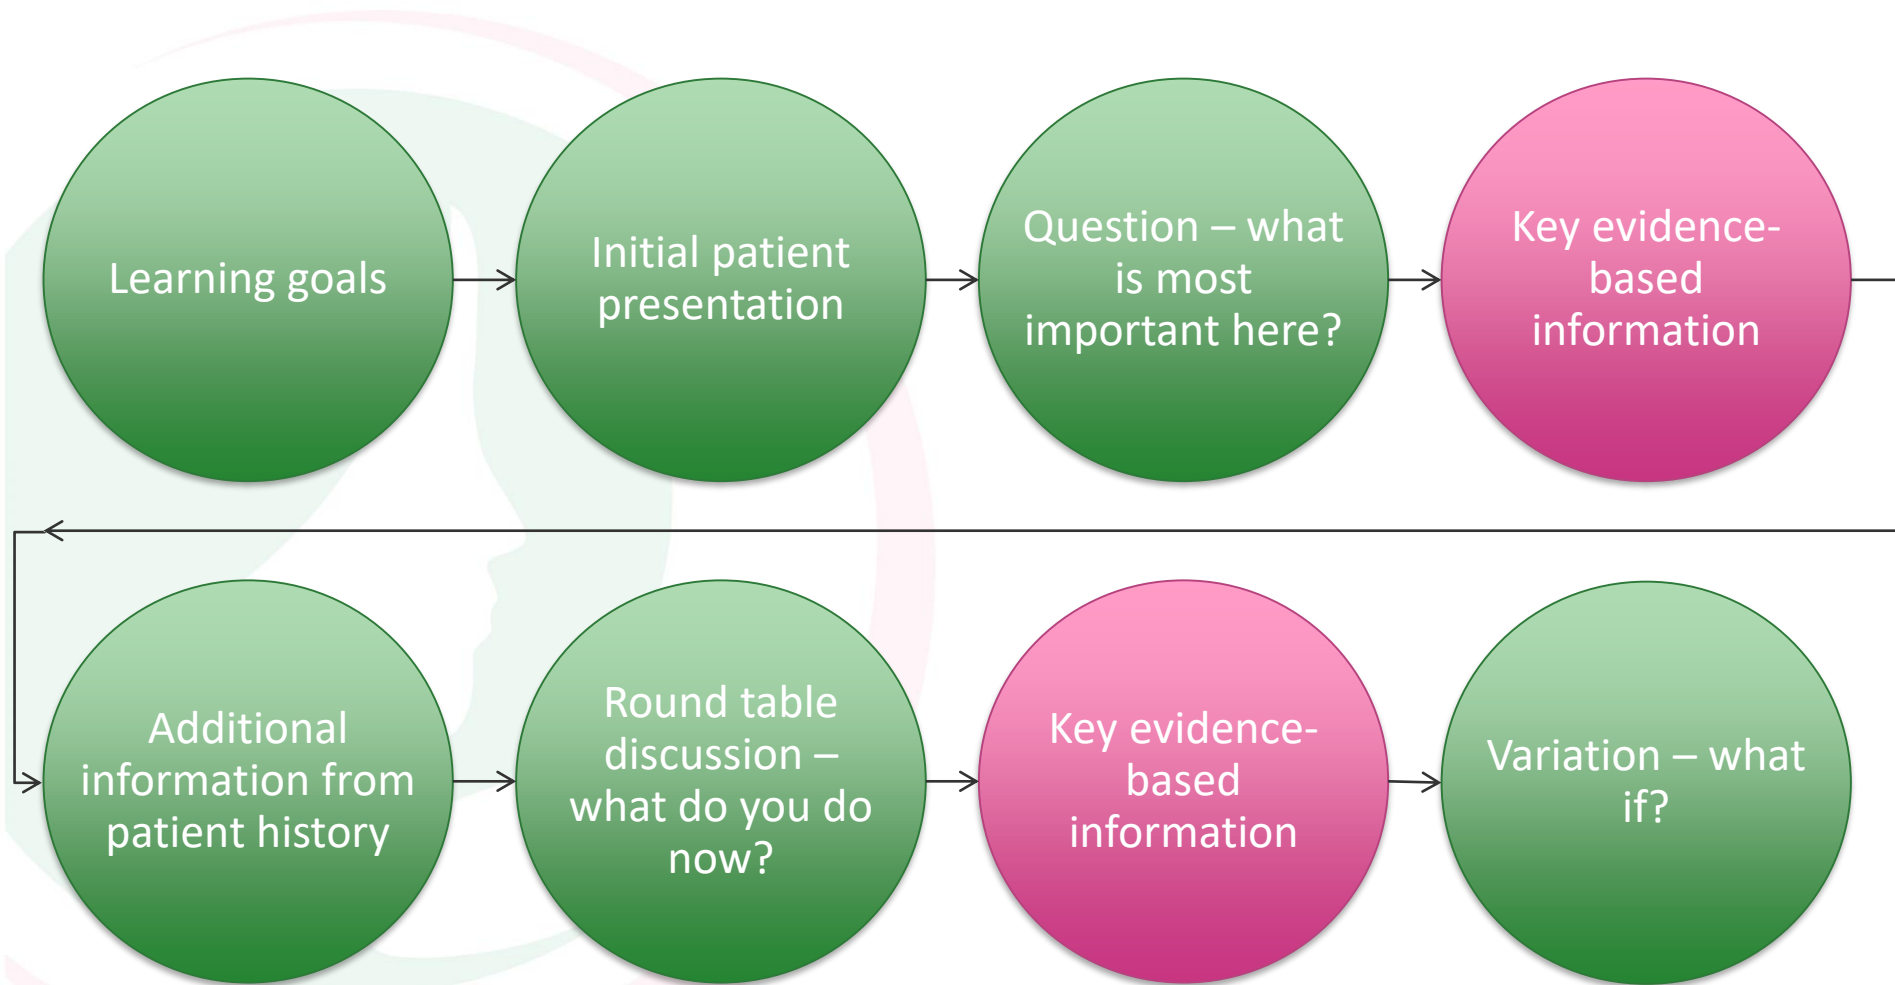 Learning goals
Initial patient
presentation
Question – what
is most
important here?
Key evidence-
based
information
Additional
information from
patient history
Round table
discussion –
what do you do
now?
Key evidence-
based
information
Variation – what
if?